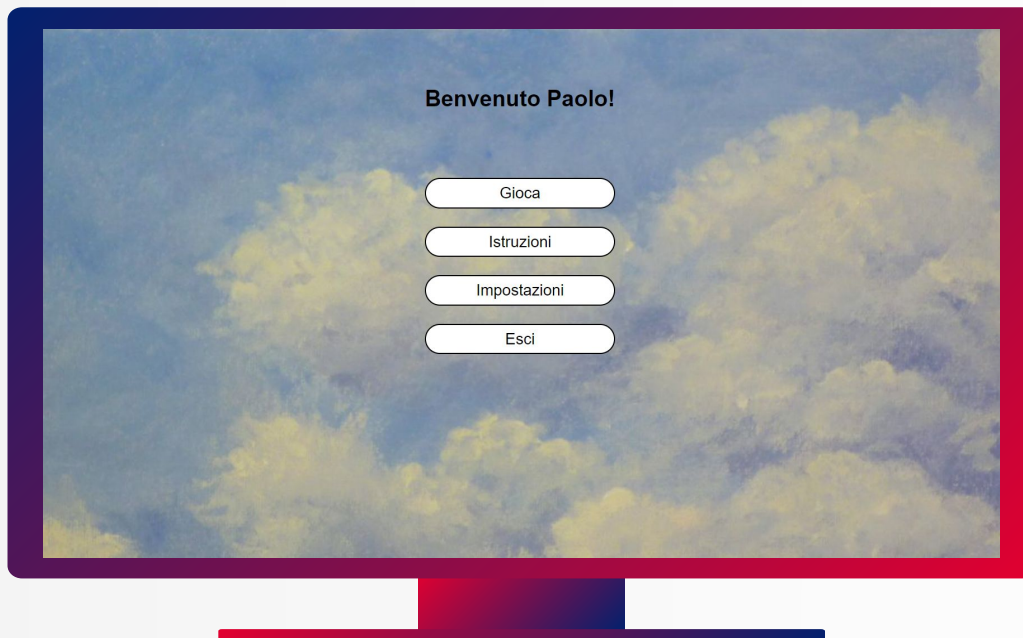 Benvenuto Paolo!
Gioca
Istruzioni
Impostazioni
Esci